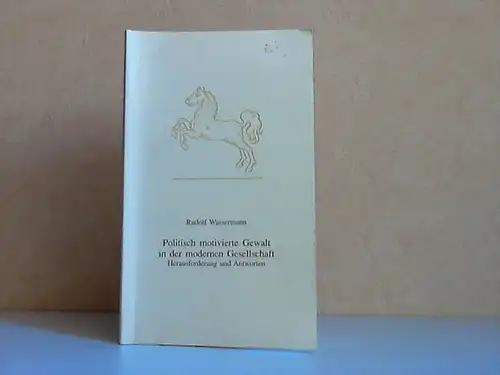 Rudolf Wassermann
Politisch motivierte Gewalt
in der modernen Gesellschaft
Herausforderung und Antworten